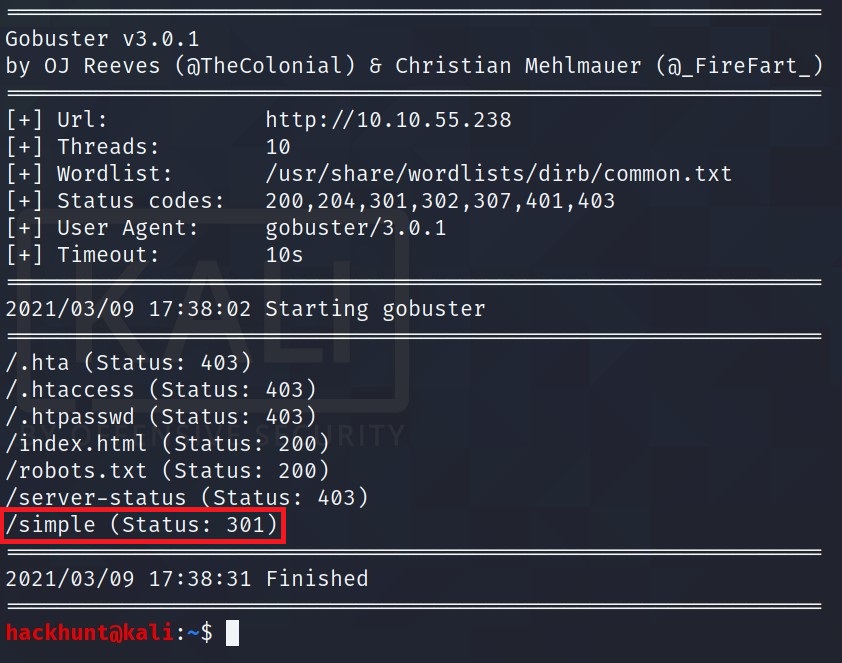 Gobuster v3.0.1
by OJ Reeves (@TheColonial) & Christian Mehlmauer (@_FireFart_)
[+] Url: http://10.10.55.238
[+] Threads: 10
[+] Wordlist: /usr/share/wordlists/dirb/common.txt
[+] Status codes: 200,204,301,302,307,401,403
[+] User Agent: gobuster/3.0.1
[+] Timeout: 10s
2021/03/09 17:38:02 Starting gobuster
KALI
/.hta (Status: 403)
/.htaccess (Status: 403)
/.htpasswd (Status: 403)
BY OFFENSIVE SECURITY
/index.html (Status: 200)
/robots.txt (Status: 200)
/server-status (Status: 403)
/simple (Status: 301)
2021/03/09 17:38:31 Finished
hackhunt@kali:~$